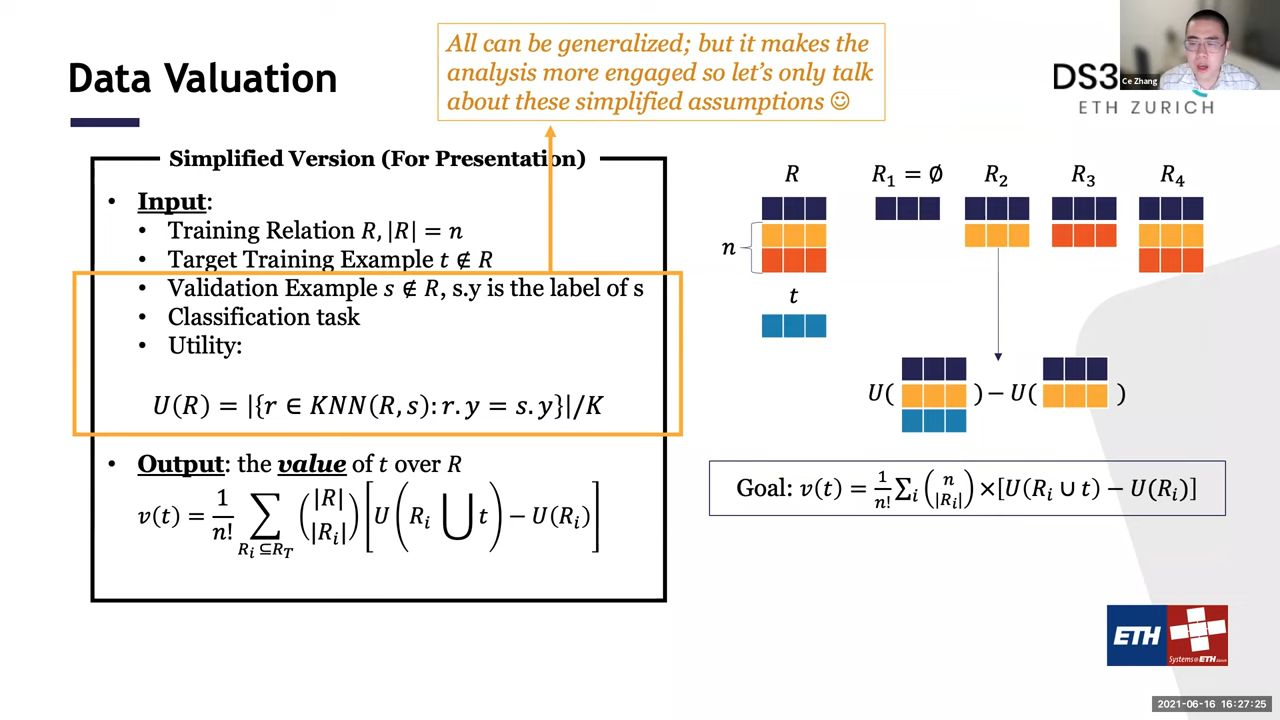 All can be generalized; but it makes the
analysis more engaged so let's only talk
about these simplified assumptions ☺
Data Valuation
DS3
ETH ZURICH
Ce Zhang
Simplified Version (For Presentation)
• Input:
• Training Relation R, |R| = n
• Target Training Example t ∉ R
• Validation Example s ∉ R, s.y is the label of s
• Classification task
• Utility:
U(R) = |{r ∈ KNN(R, s): r.y = s.y}|/K
• Output: the value of t over R
v(t) = 1/n! ∑_{R_i ⊆ R_T} (|R| |R_i|) [U(R_i ⋃ t) − U(R_i)]
R R₁ = ∅ R₂ R₃ R₄
n
t
U( ) − U( )
Goal: v(t) = 1/n! ∑_i (n |R_i|) × [U(R_i ∪ t) − U(R_i)]
ETH
Systems@ETH Zürich
2021-06-16 16:27:25